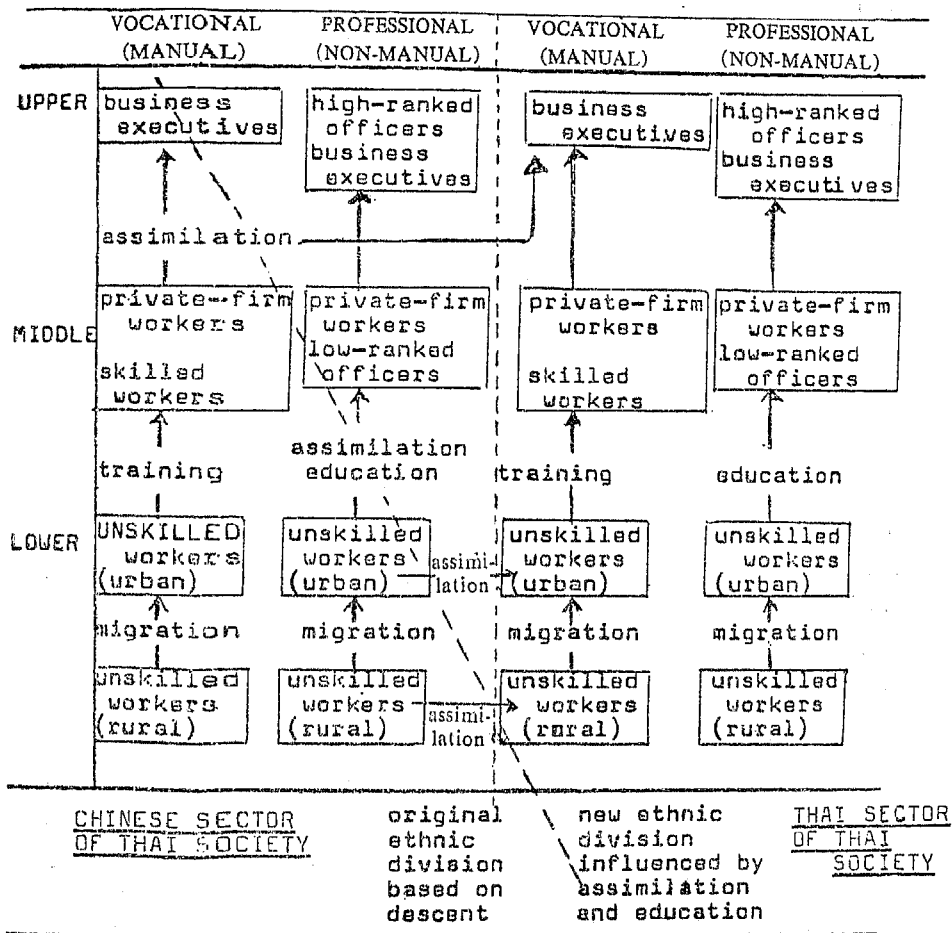 VOCATIONAL PROFESSIONAL VOCATIONAL PROFESSIONAL
(MANUAL) (NON-MANUAL) (MANUAL) (NON-MANUAL)
UPPER
business
executives
high-ranked
officers
business
executives
business
executives
high-ranked
officers
business
executives
assimilation
MIDDLE
private-firm
workers
skilled
workers
private-firm
workers
low-ranked
officers
private-firm
workers
skilled
workers
private-firm
workers
low-ranked
officers
training
assimilation
education
training
education
LOWER
UNSKILLED
workers
(urban)
unskilled
workers
(urban)
assimi-
lation
unskilled
workers
(urban)
unskilled
workers
(urban)
migration
migration
migration
migration
unskilled
workers
(rural)
unskilled
workers
(rural)
assimi-
lation
unskilled
workers
(rural)
unskilled
workers
(rural)
CHINESE SECTOR
OF THAI SOCIETY
original
ethnic
division
based on
descent
new ethnic
division
influenced by
assimilation
and education
THAI SECTOR
OF THAI
SOCIETY